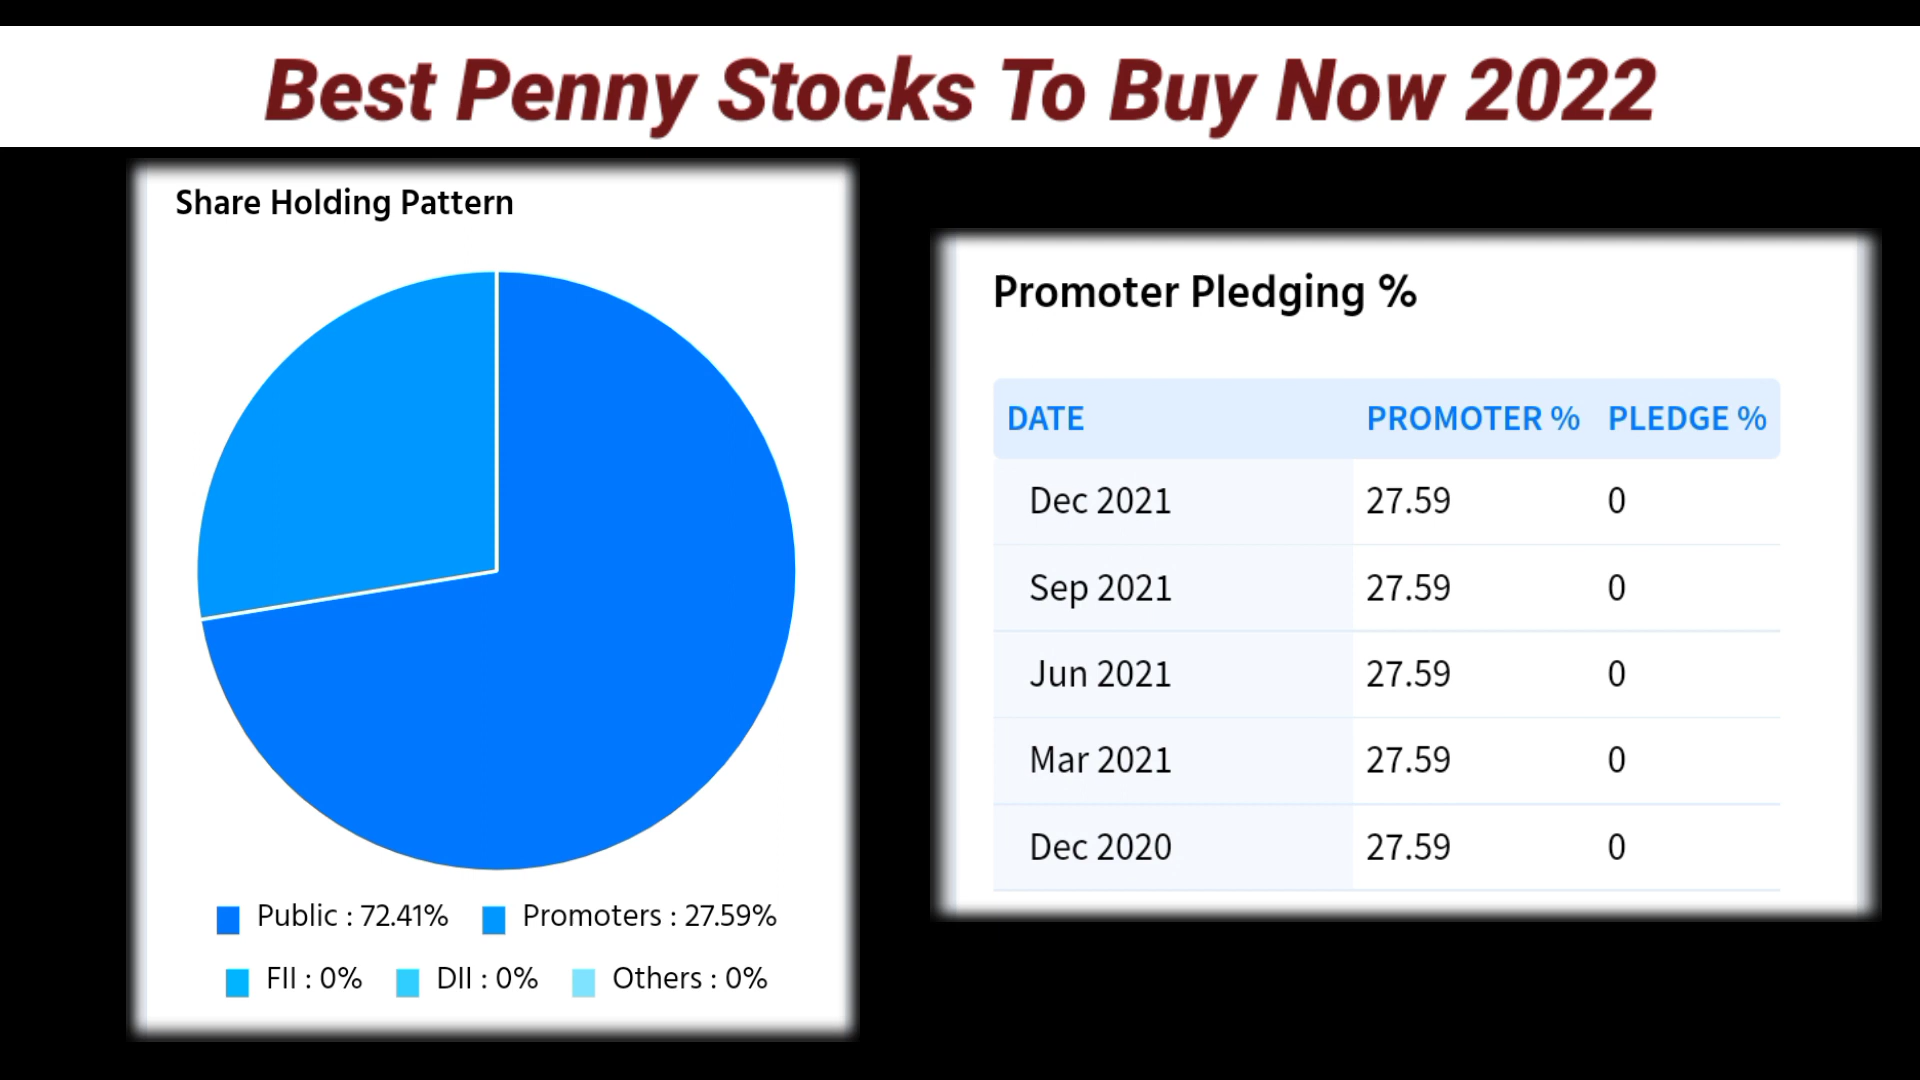 Best Penny Stocks To Buy Now 2022
Share Holding Pattern
Public : 72.41% Promoters : 27.59%
FII : 0% DII : 0% Others : 0%
Promoter Pledging %
DATE PROMOTER % PLEDGE %
Dec 2021 27.59 0
Sep 2021 27.59 0
Jun 2021 27.59 0
Mar 2021 27.59 0
Dec 2020 27.59 0